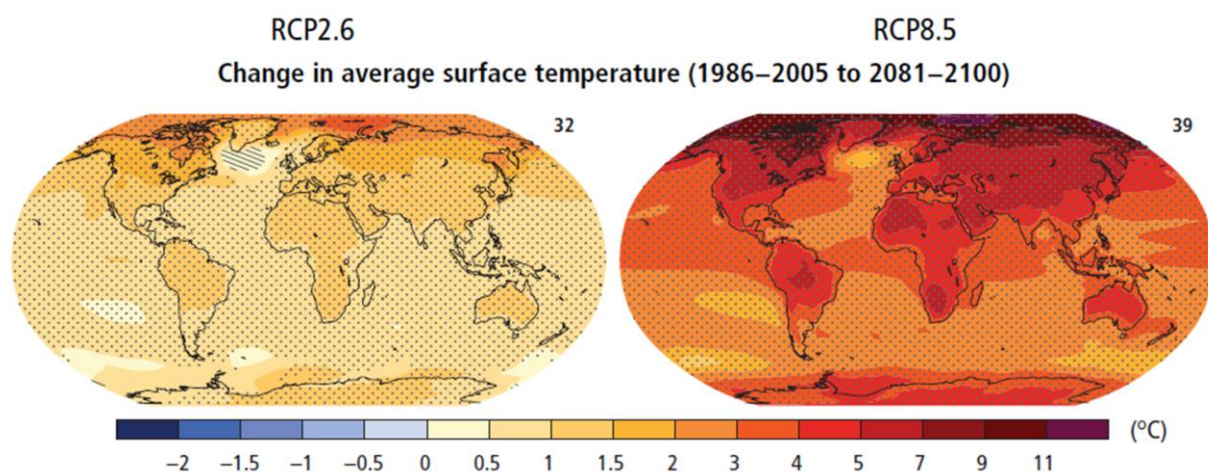 RCP2.6 RCP8.5
Change in average surface temperature (1986–2005 to 2081–2100)
32 39
−2 −1.5 −1 −0.5 0 0.5 1 1.5 2 3 4 5 7 9 11 (°C)